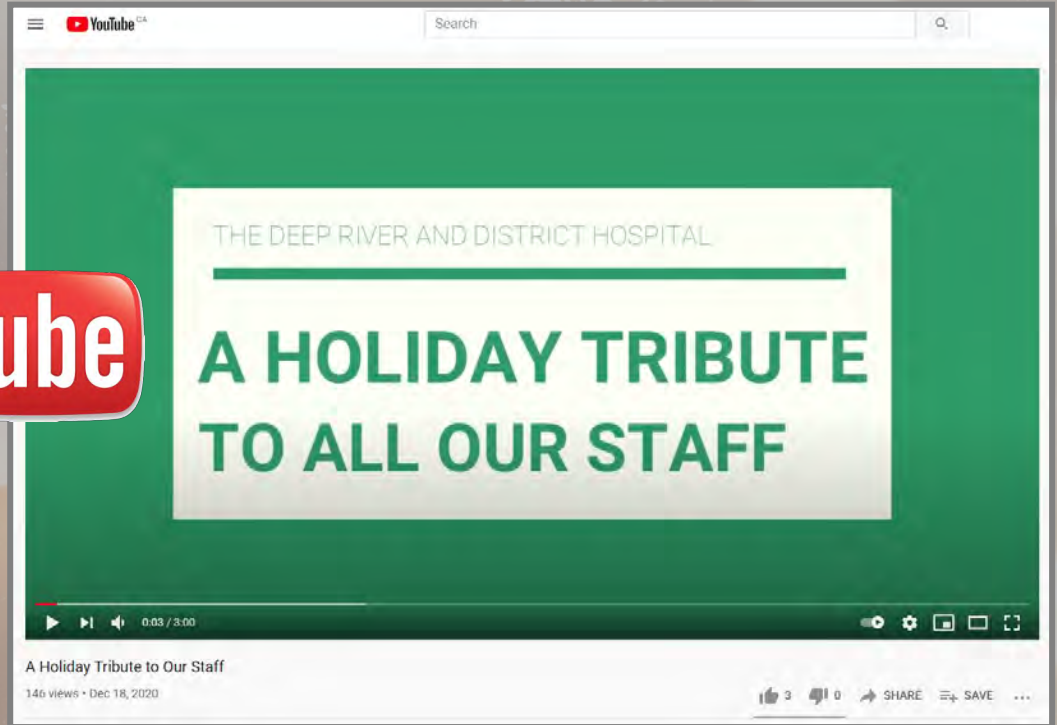 YouTube CA
Search
THE DEEP RIVER AND DISTRICT HOSPITAL
A HOLIDAY TRIBUTE
TO ALL OUR STAFF
ube
0:03 / 3:00
A Holiday Tribute to Our Staff
146 views • Dec 18, 2020
3 0 SHARE SAVE ...